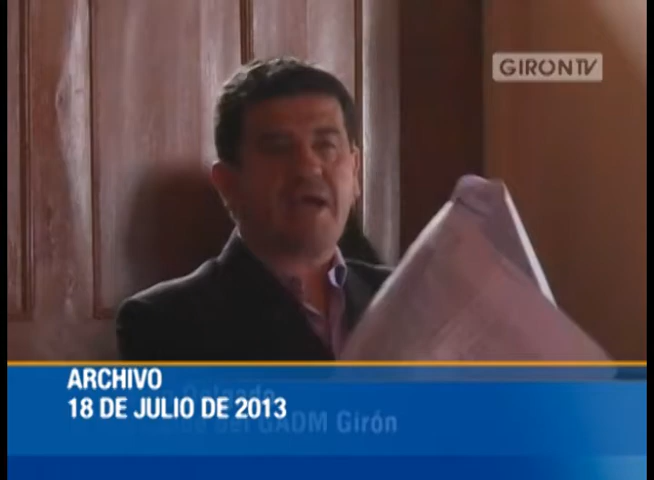 GIRONTV
ARCHIVO
Delgado
18 DE JULIO DE 2013
del GADM Girón